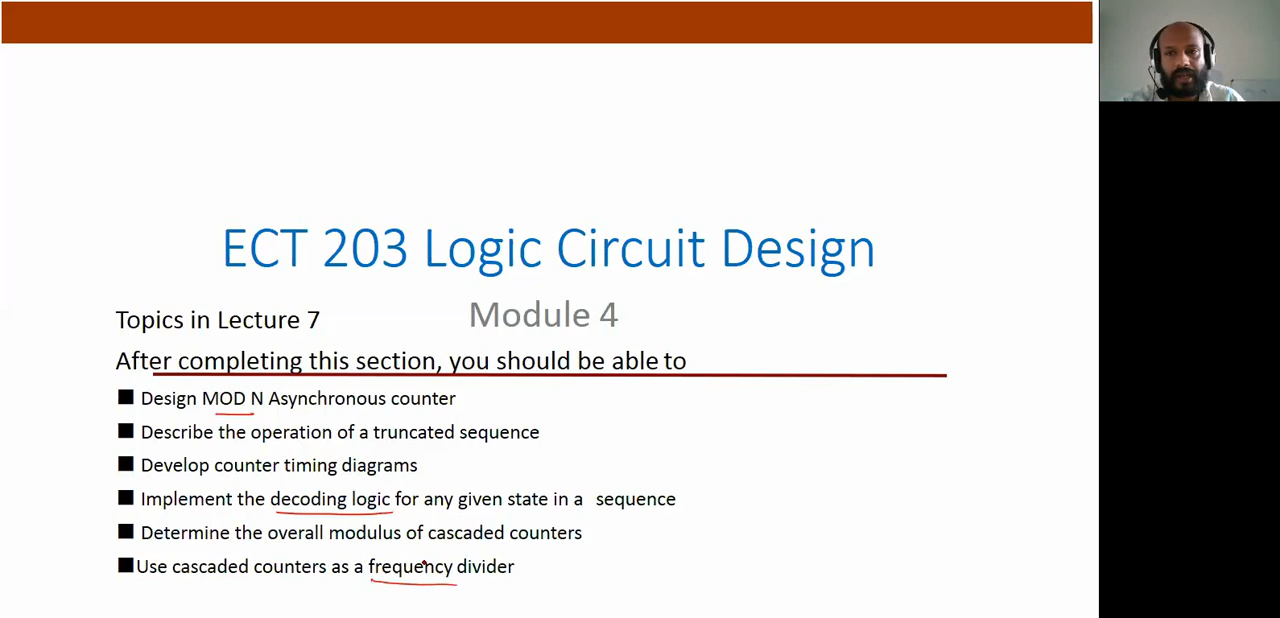 ECT 203 Logic Circuit Design
Module 4
Topics in Lecture 7
After completing this section, you should be able to
■ Design MOD N Asynchronous counter
■ Describe the operation of a truncated sequence
■ Develop counter timing diagrams
■ Implement the decoding logic for any given state in a sequence
■ Determine the overall modulus of cascaded counters
■ Use cascaded counters as a frequency divider